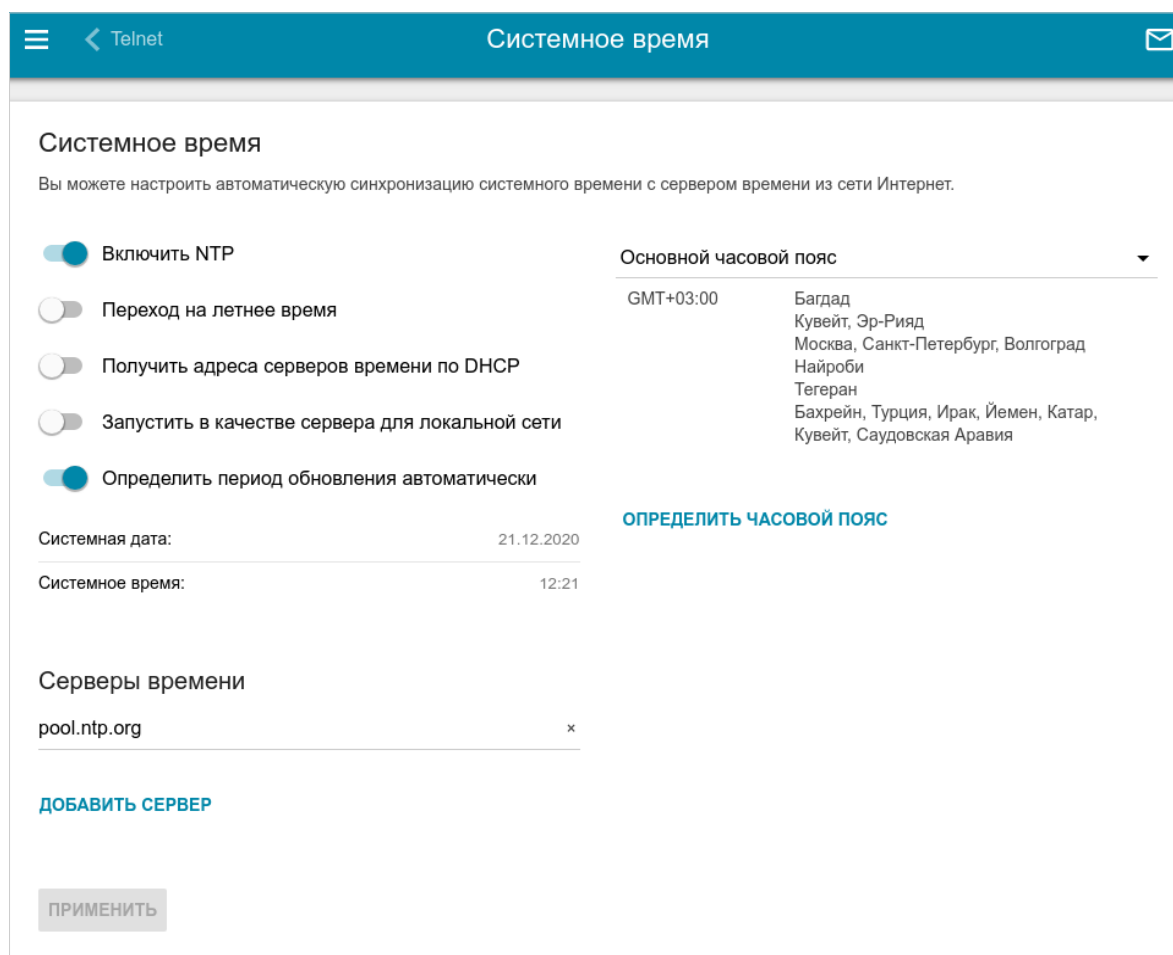 Telnet
Системное время
Системное время
Вы можете настроить автоматическую синхронизацию системного времени с сервером времени из сети Интернет.
Включить NTP
Переход на летнее время
Получить адреса серверов времени по DHCP
Запустить в качестве сервера для локальной сети
Определить период обновления автоматически
Системная дата: 21.12.2020
Системное время: 12:21
Основной часовой пояс
GMT+03:00 Багдад
Кувейт, Эр-Рияд
Москва, Санкт-Петербург, Волгоград
Найроби
Тегеран
Бахрейн, Турция, Ирак, Йемен, Катар,
Кувейт, Саудовская Аравия
ОПРЕДЕЛИТЬ ЧАСОВОЙ ПОЯС
Серверы времени
pool.ntp.org ×
ДОБАВИТЬ СЕРВЕР
ПРИМЕНИТЬ